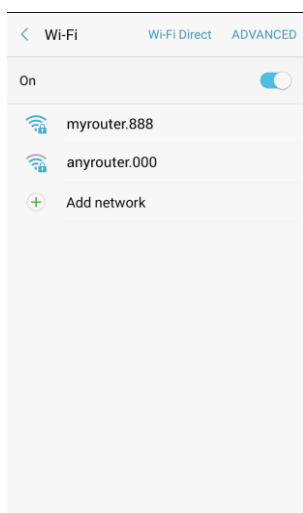 Wi-Fi Wi-Fi Direct ADVANCED
On
myrouter.888
anyrouter.000
Add network